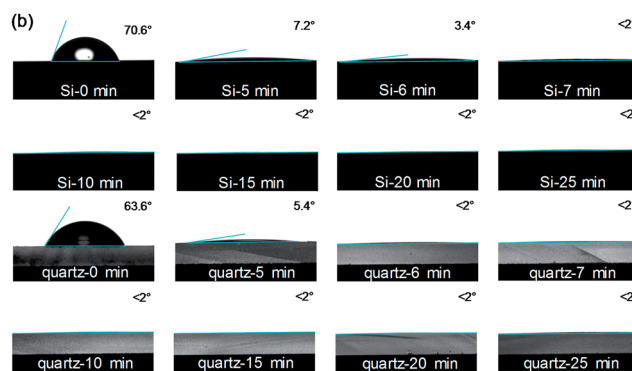 (b)
70.6° 7.2° 3.4° <2
Si-0 min Si-5 min Si-6 min Si-7 min
<2° <2° <2° <2
Si-10 min Si-15 min Si-20 min Si-25 min
63.6° 5.4° <2° <2
quartz-0 min quartz-5 min quartz-6 min quartz-7 min
<2° <2° <2° <2
quartz-10 min quartz-15 min quartz-20 min quartz-25 min